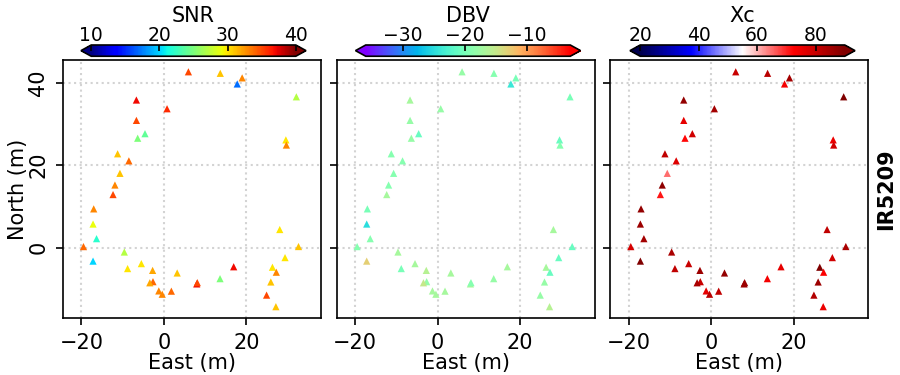 SNR DBV Xc
10 20 30 40 −30 −20 −10 20 40 60 80
40
20
0
North (m)
−20 0 20 −20 0 20 −20 0 20
East (m) East (m) East (m)
IR5209